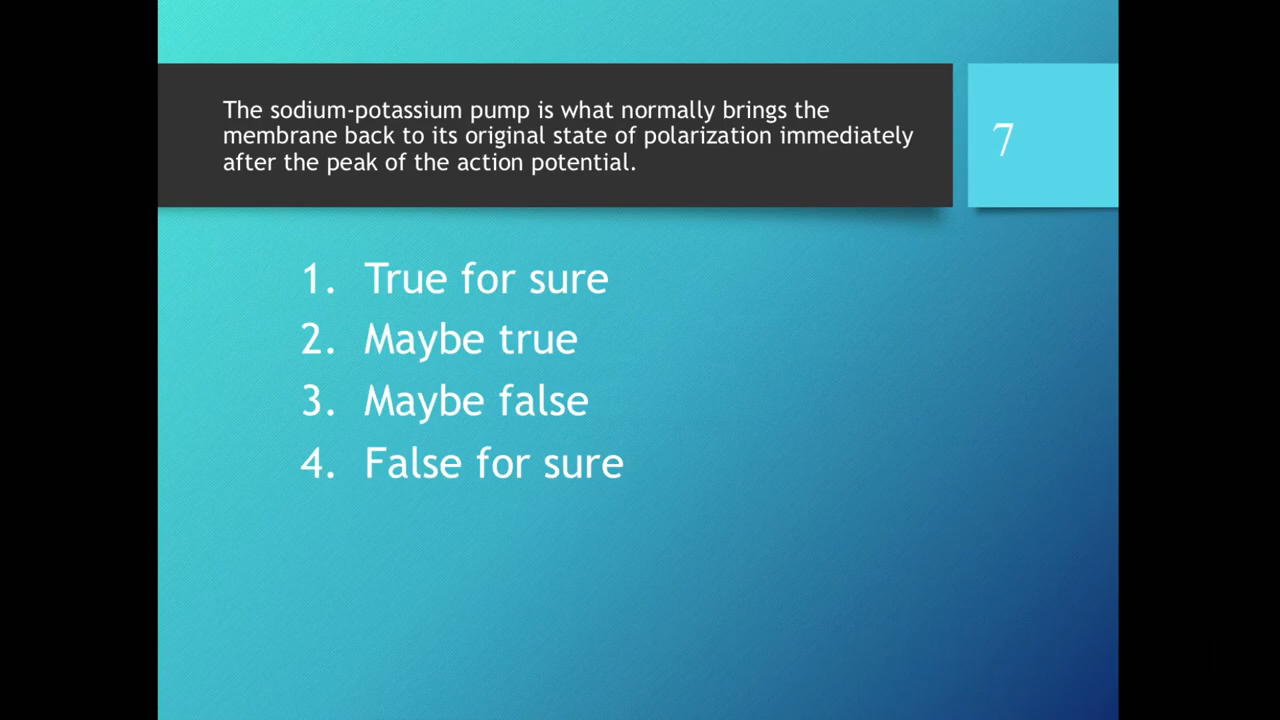 The sodium-potassium pump is what normally brings the
membrane back to its original state of polarization immediately
after the peak of the action potential.
7
1. True for sure
2. Maybe true
3. Maybe false
4. False for sure